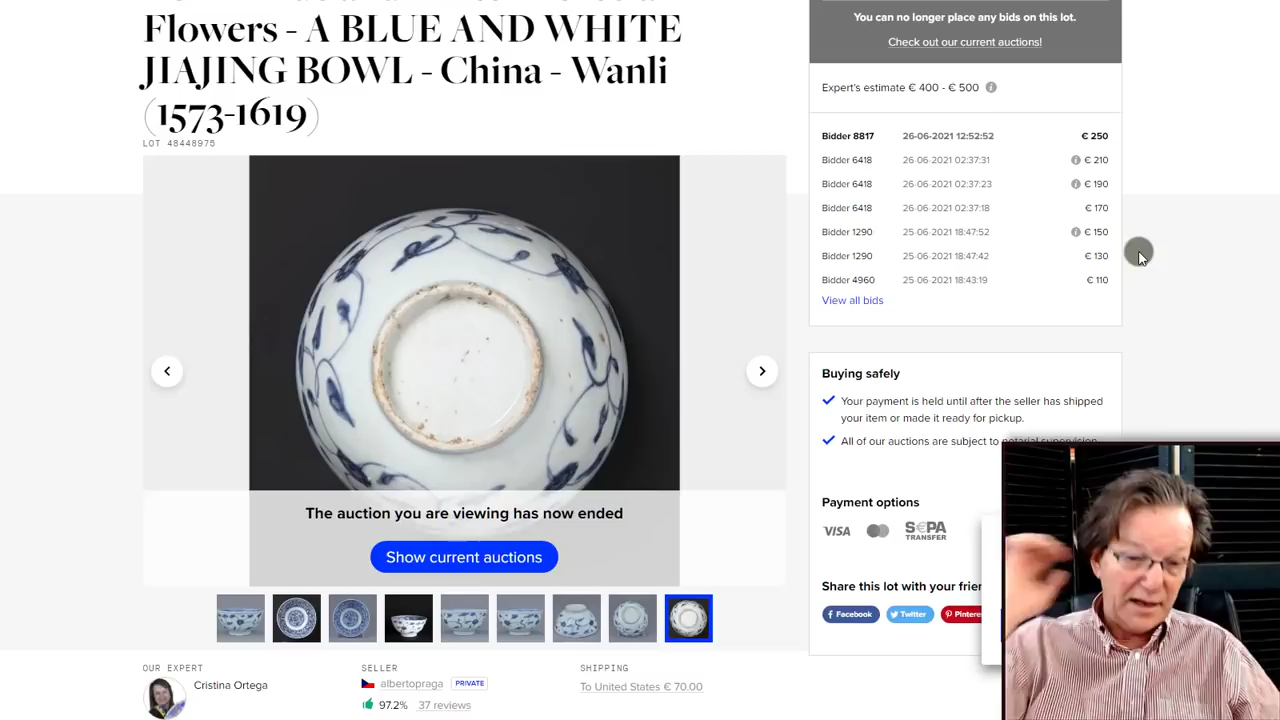 Flowers - A BLUE AND WHITE
JIAJING BOWL - China - Wanli
(1573-1619)
LOT 48448975
The auction you are viewing has now ended
Show current auctions
OUR EXPERT
Cristina Ortega
SELLER
albertopraga PRIVATE
97.2% 37 reviews
SHIPPING
To United States € 70.00
You can no longer place any bids on this lot.
Check out our current auctions!
Expert's estimate € 400 - € 500
Bidder 8817 26-06-2021 12:52:52 € 250
Bidder 6418 26-06-2021 02:37:31 € 210
Bidder 6418 26-06-2021 02:37:23 € 190
Bidder 6418 26-06-2021 02:37:18 € 170
Bidder 1290 25-06-2021 18:47:52 € 150
Bidder 1290 25-06-2021 18:47:42 € 130
Bidder 4960 25-06-2021 18:43:19 € 110
View all bids
Buying safely
Your payment is held until after the seller has shipped
your item or made it ready for pickup.
All of our auctions are subject to notarial supervision
Payment options
VISA SEPA
TRANSFER
Share this lot with your frien
Facebook Twitter Pintere